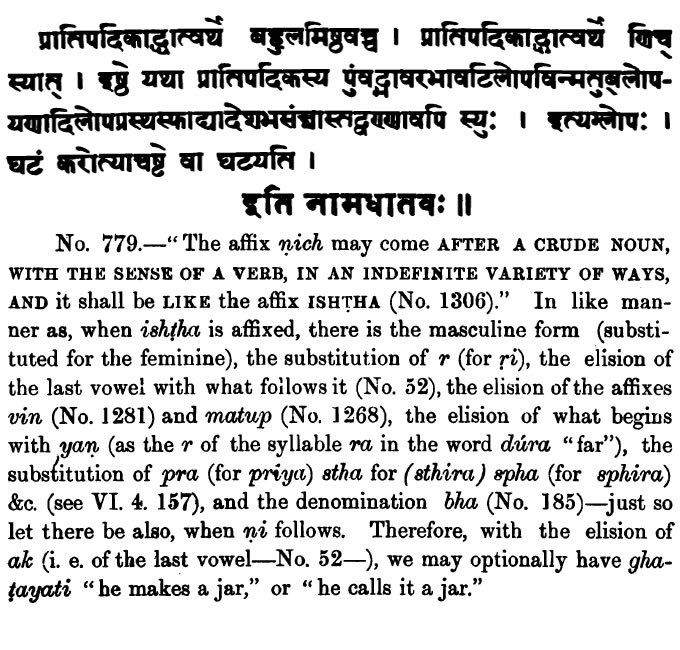 प्रातिपदिकाद्धात्वर्थे बहुलमिष्ठवच्च । प्रातिपदिकाद्धात्वर्थे णिच्
स्यात् । इष्ठे यथा प्रातिपदिकस्य पुंवद्भावरभावटिलोपविन्मतुब्लोप-
यणादिलोपप्रस्थस्फाद्यादेशभसंज्ञास्तद्वण्णावपि स्युः । इत्यग्लोपः ।
घटं करोत्याचष्टे वा घटयति ।
इति नामधातवः ॥
No. 779.—“The affix ṇich may come AFTER A CRUDE NOUN,
WITH THE SENSE OF A VERB, IN AN INDEFINITE VARIETY OF WAYS,
AND it shall be LIKE the affix ISHṬHA (No. 1306).” In like man-
ner as, when ishṭha is affixed, there is the masculine form (substi-
tuted for the feminine), the substitution of r (for ṛi), the elision of
the last vowel with what follows it (No. 52), the elision of the affixes
vin (No. 1281) and matup (No. 1268), the elision of what begins
with yaṇ (as the r of the syllable ra in the word dúra “far”), the
substitution of pra (for priya) stha for (sthira) spha (for sphira)
&c. (see VI. 4. 157), and the denomination bha (No. 185)—just so
let there be also, when ṇi follows. Therefore, with the elision of
ak (i. e. of the last vowel—No. 52—), we may optionally have gha-
ṭayati “he makes a jar,” or “he calls it a jar.”